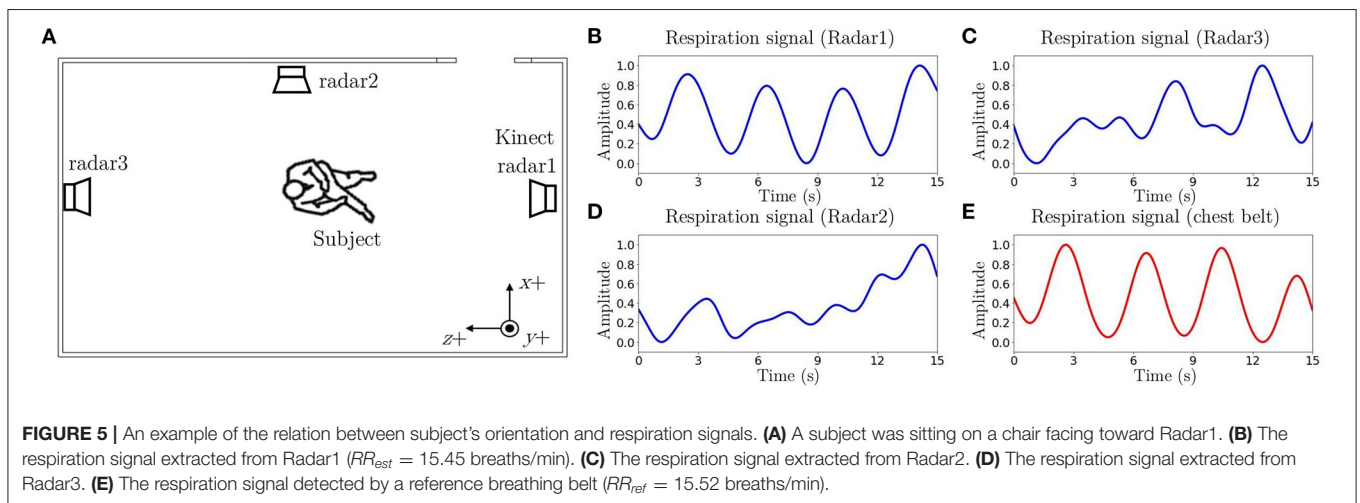 A
radar2
Kinect
radar1
radar3
Subject
x+
z+
y+
B
Respiration signal (Radar1)
Amplitude
1.0
0.8
0.6
0.4
0.2
0.0
0 3 6 9 12 15
Time (s)
C
Respiration signal (Radar3)
Amplitude
1.0
0.8
0.6
0.4
0.2
0.0
0 3 6 9 12 15
Time (s)
D
Respiration signal (Radar2)
Amplitude
1.0
0.8
0.6
0.4
0.2
0.0
0 3 6 9 12 15
Time (s)
E
Respiration signal (chest belt)
Amplitude
1.0
0.8
0.6
0.4
0.2
0.0
0 3 6 9 12 15
Time (s)
FIGURE 5 | An example of the relation between subject's orientation and respiration signals. (A) A subject was sitting on a chair facing toward Radar1. (B) The
respiration signal extracted from Radar1 (RRest = 15.45 breaths/min). (C) The respiration signal extracted from Radar2. (D) The respiration signal extracted from
Radar3. (E) The respiration signal detected by a reference breathing belt (RRref = 15.52 breaths/min).